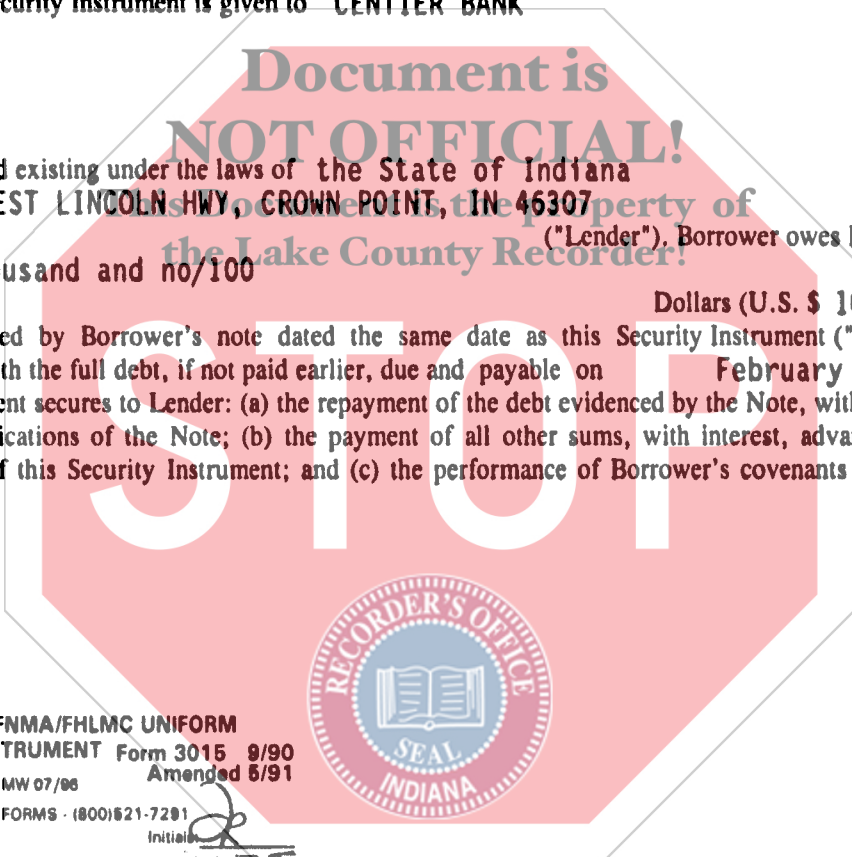 curity Instrument is given to CENTIER BANK
Document is
NOT OFFICIAL!
d existing under the laws of the State of Indiana
This Document is the property of
EST LINCOLN HWY, CROWN POINT, IN 46307
("Lender"). Borrower owes
the Lake County Recorder!
usand and no/100
Dollars (U.S. $ 1
ed by Borrower's note dated the same date as this Security Instrument ("
th the full debt, if not paid earlier, due and payable on February
ent secures to Lender: (a) the repayment of the debt evidenced by the Note, wit
ications of the Note; (b) the payment of all other sums, with interest, adva
f this Security Instrument; and (c) the performance of Borrower's covenants
STOP
RECORDER'S OFFICE
SEAL
INDIANA
FNMA/FHLMC UNIFORM
TRUMENT Form 3015 9/90
Amended 5/91
MW 07/96
FORMS - (800)521-7291
Initials